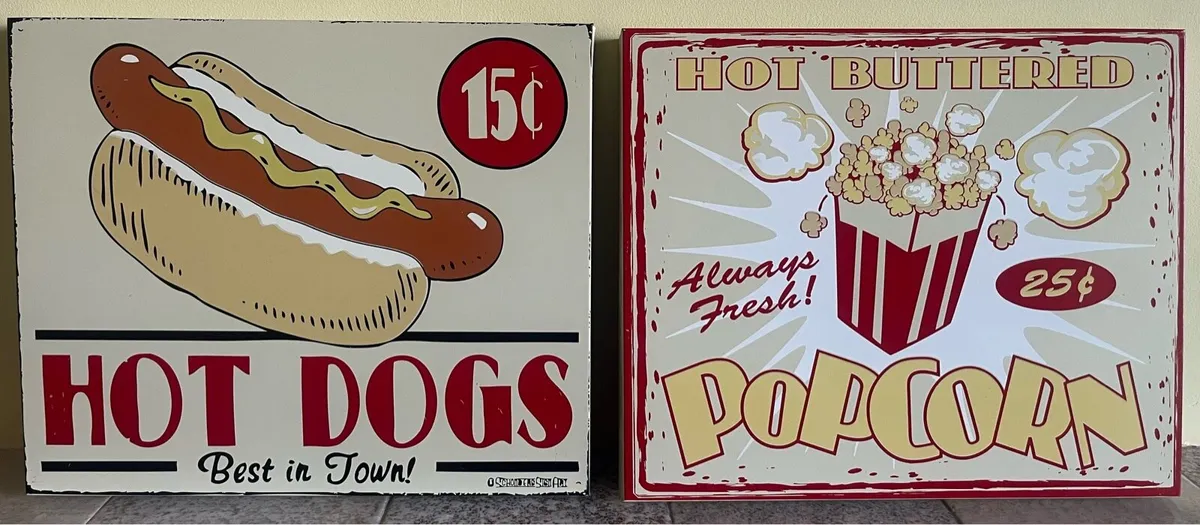 15¢
HOT DOGS
Best in Town!
HOT BUTTERED
Always
Fresh!
25¢
POPCORN